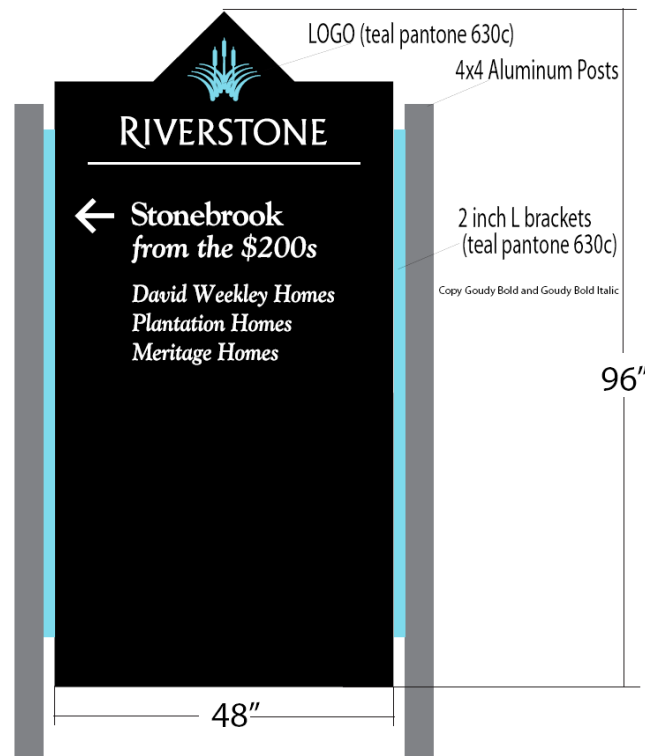 LOGO (teal pantone 630c)
4x4 Aluminum Posts
RIVERSTONE
← Stonebrook
from the $200s
David Weekley Homes
Plantation Homes
Meritage Homes
2 inch L brackets
(teal pantone 630c)
Copy Goudy Bold and Goudy Bold Italic
96”
48”